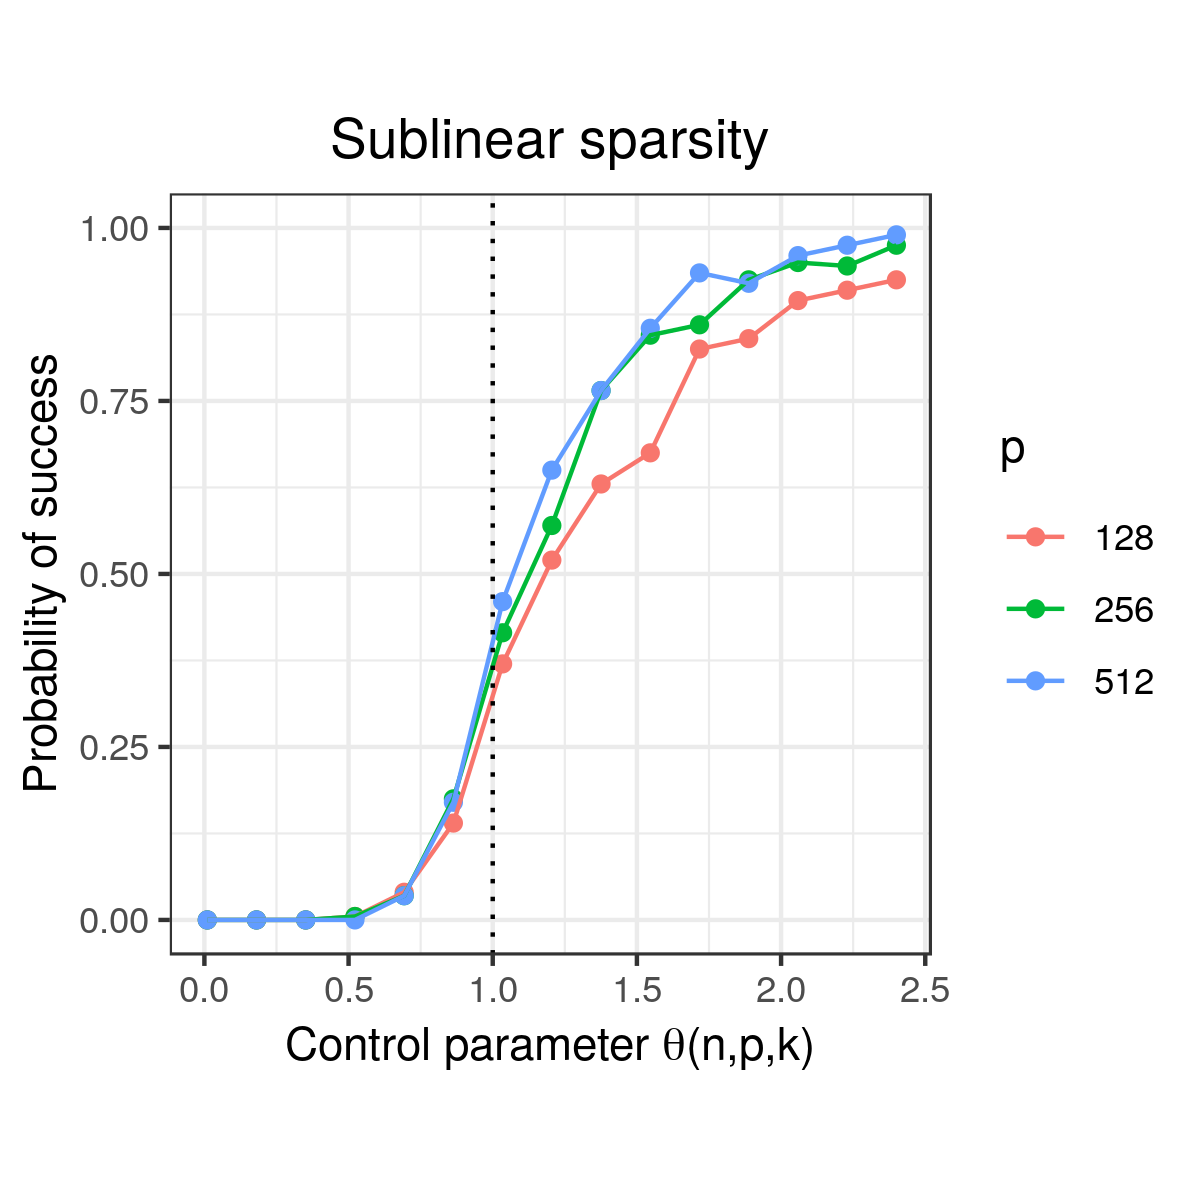 Sublinear sparsity
1.00
0.75
0.50
0.25
0.00
Probability of success
0.0 0.5 1.0 1.5 2.0 2.5
Control parameter θ(n,p,k)
p
128
256
512